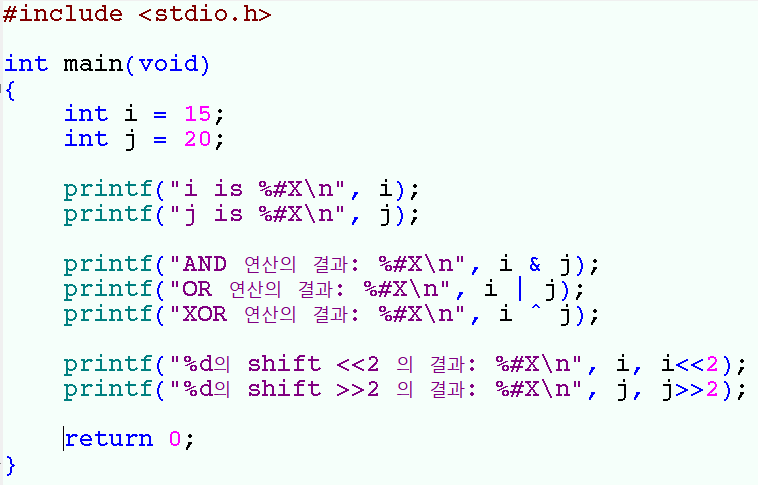 #include <stdio.h>
int main(void)
{
int i = 15;
int j = 20;
printf("i is %#X\n", i);
printf("j is %#X\n", j);
printf("AND 연산의 결과: %#X\n", i & j);
printf("OR 연산의 결과: %#X\n", i | j);
printf("XOR 연산의 결과: %#X\n", i ^ j);
printf("%d의 shift <<2 의 결과: %#X\n", i, i<<2);
printf("%d의 shift >>2 의 결과: %#X\n", j, j>>2);
return 0;
}